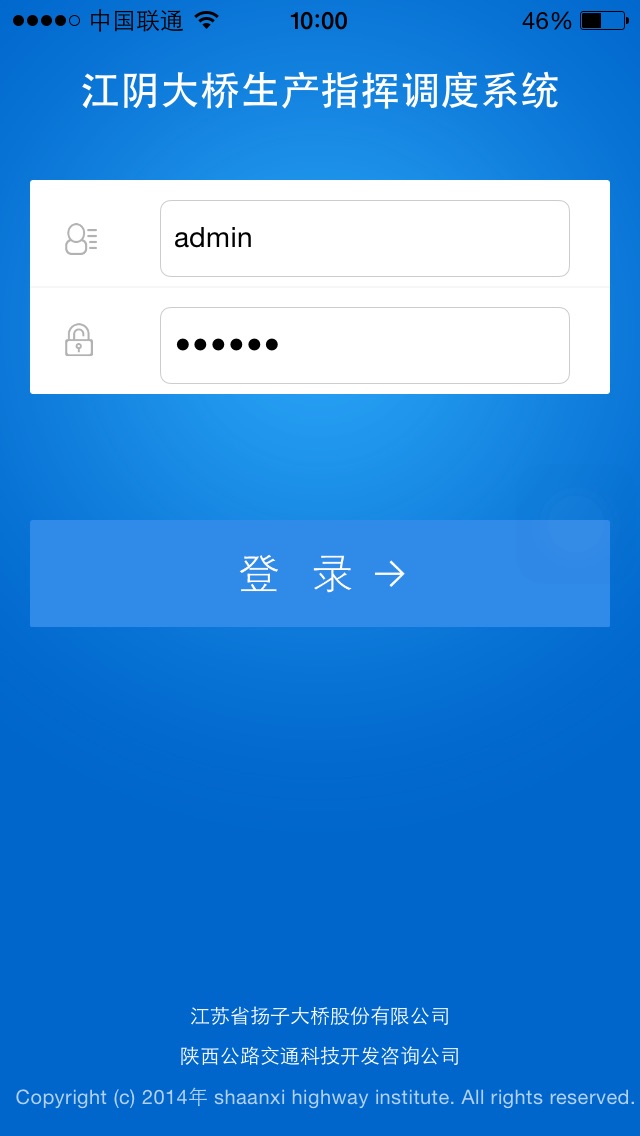 中国联通 10:00 46%
江阴大桥生产指挥调度系统
admin
••••••
登 录→
江苏省扬子大桥股份有限公司
陕西公路交通科技开发咨询公司
Copyright (c) 2014年 shaanxi highway institute. All rights reserved.